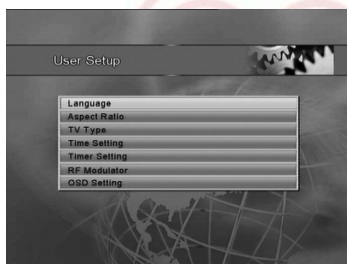 User Setup
Language
Aspect Ratio
TV Type
Time Setting
Timer Setting
RF Modulator
OSD Setting